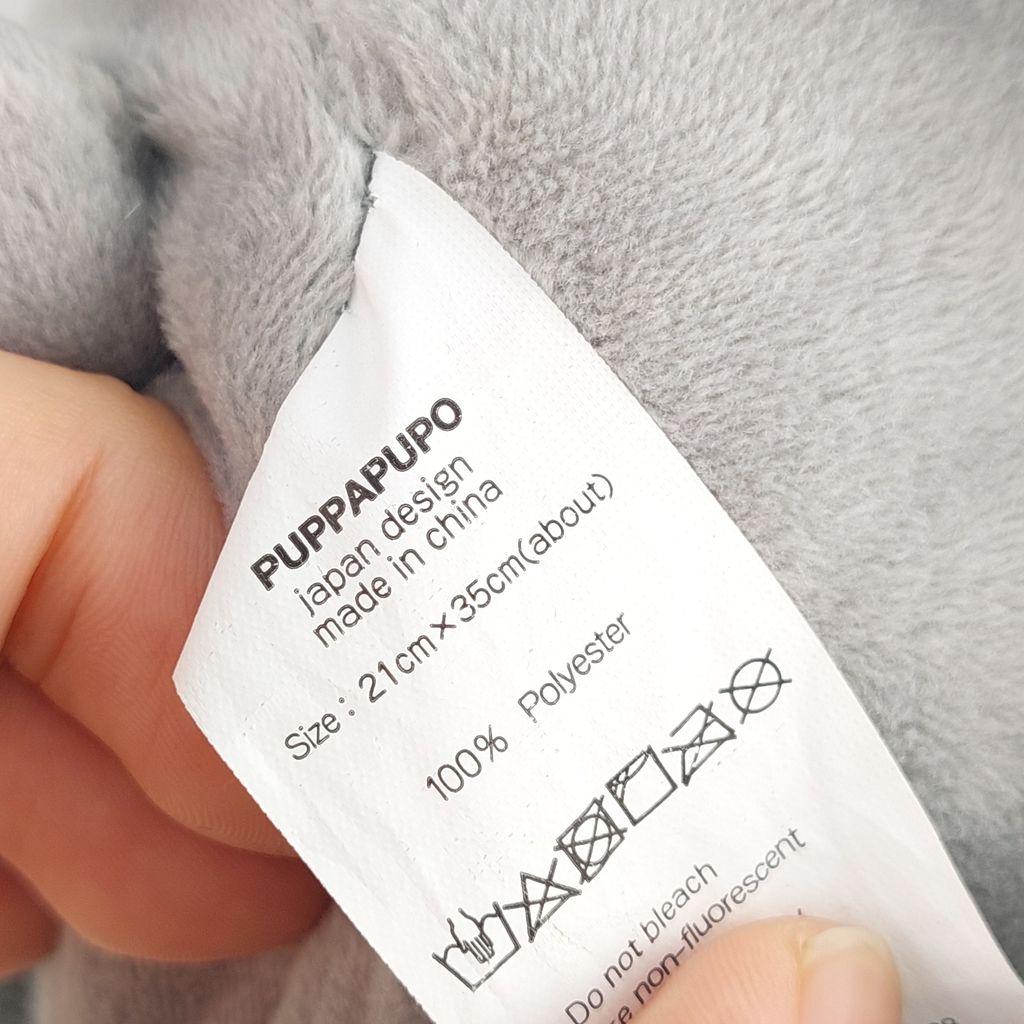 PUPPAPUPO
japan design
made in china
Size: 21cm×35cm(about)
100% Polyester
Do not bleach
non-fluorescent